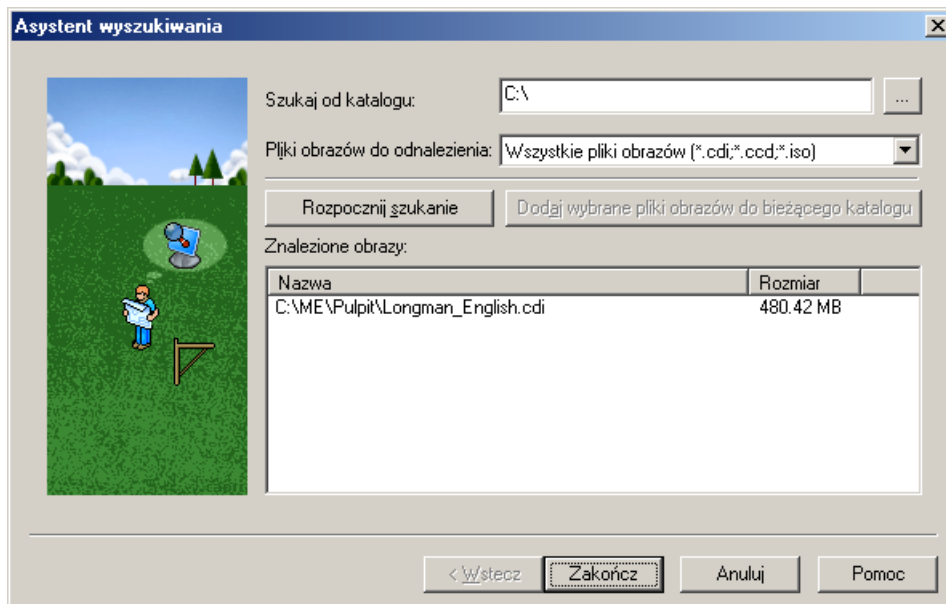 Asystent wyszukiwania
Szukaj od katalogu: C:\ ...
Pliki obrazów do odnalezienia: Wszystkie pliki obrazów (*.cdi;*.ccd;*.iso)
Rozpocznij szukanie Dodaj wybrane pliki obrazów do bieżącego katalogu
Znalezione obrazy:
Nazwa Rozmiar
C:\ME\Pulpit\Longman_English.cdi 480.42 MB
< Wstecz Zakończ Anuluj Pomoc